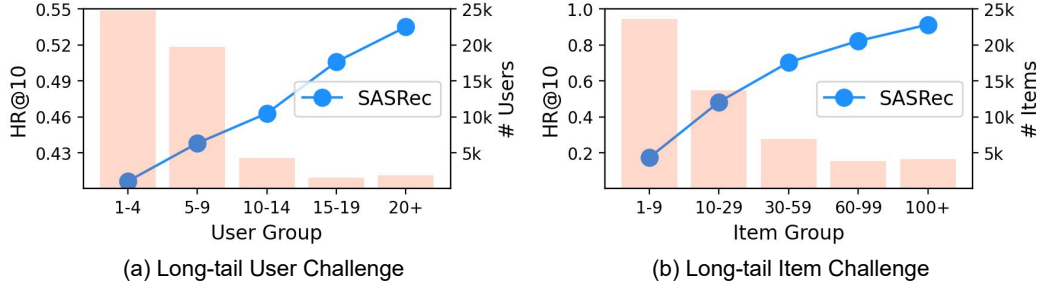 0.55
0.52
0.49
0.46
0.43
HR@10
25k
20k
15k
10k
5k
# Users
SASRec
1-4 5-9 10-14 15-19 20+
User Group
(a) Long-tail User Challenge
1.0
0.8
0.6
0.4
0.2
HR@10
25k
20k
15k
10k
5k
# Items
SASRec
1-9 10-29 30-59 60-99 100+
Item Group
(b) Long-tail Item Challenge